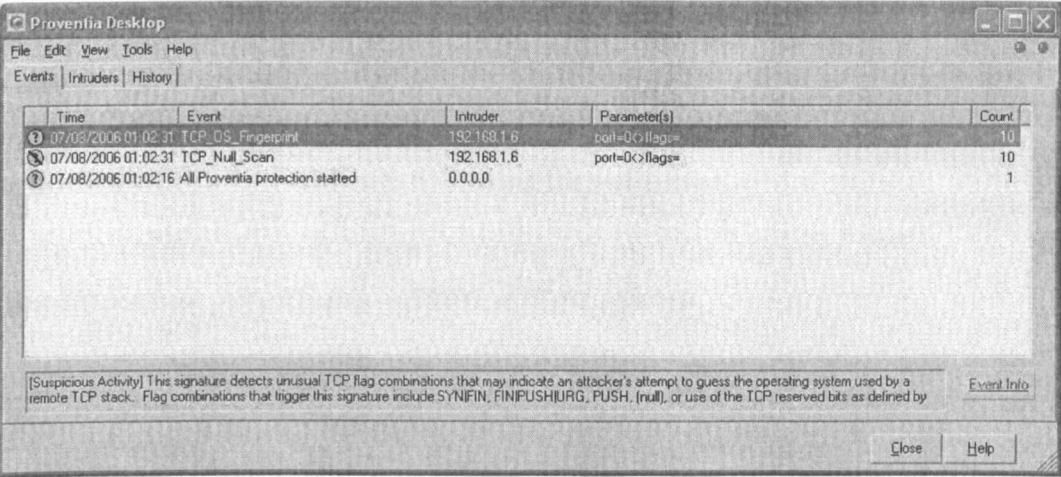 Proventia Desktop
File Edit View Tools Help
Events Intruders History
Time Event Intruder Parameter(s) Count
07/08/2006 01:02:31 TCP_OS_Fingerprint 192.168.1.6 port=0<>flags= 10
07/08/2006 01:02:31 TCP_Null_Scan 192.168.1.6 port=0<>flags= 10
07/08/2006 01:02:16 All Proventia protection started 0.0.0.0 1
[Suspicious Activity] This signature detects unusual TCP flag combinations that may indicate an attacker's attempt to guess the operating system used by a
remote TCP stack. Flag combinations that trigger this signature include SYN|FIN, FIN|PUSH|URG, PUSH, (null), or use of the TCP reserved bits as defined by
Event Info
Close Help